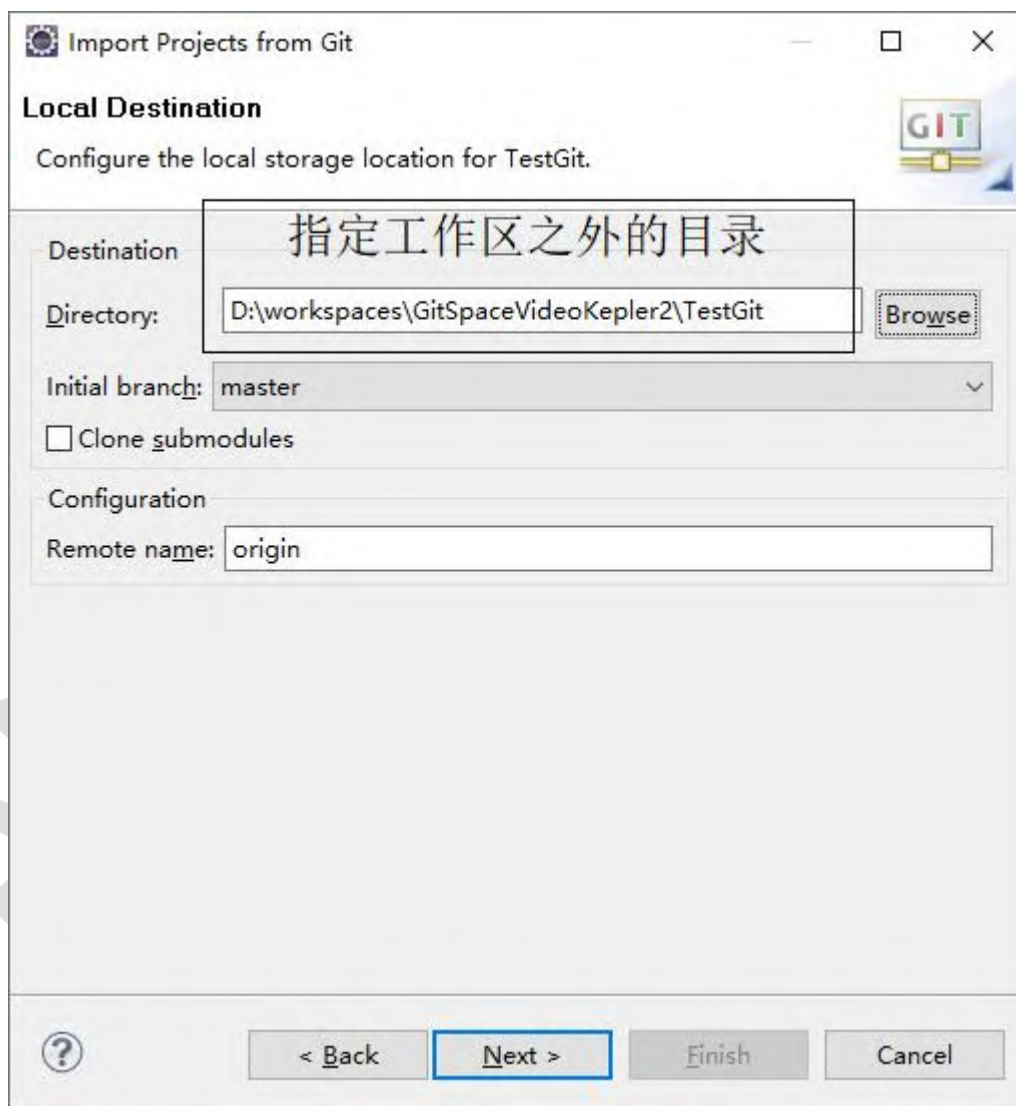 Import Projects from Git
Local Destination
Configure the local storage location for TestGit.
GIT
指定工作区之外的目录
Destination
Directory: D:\workspaces\GitSpaceVideoKepler2\TestGit Browse
Initial branch: master
Clone submodules
Configuration
Remote name: origin
< Back Next > Finish Cancel